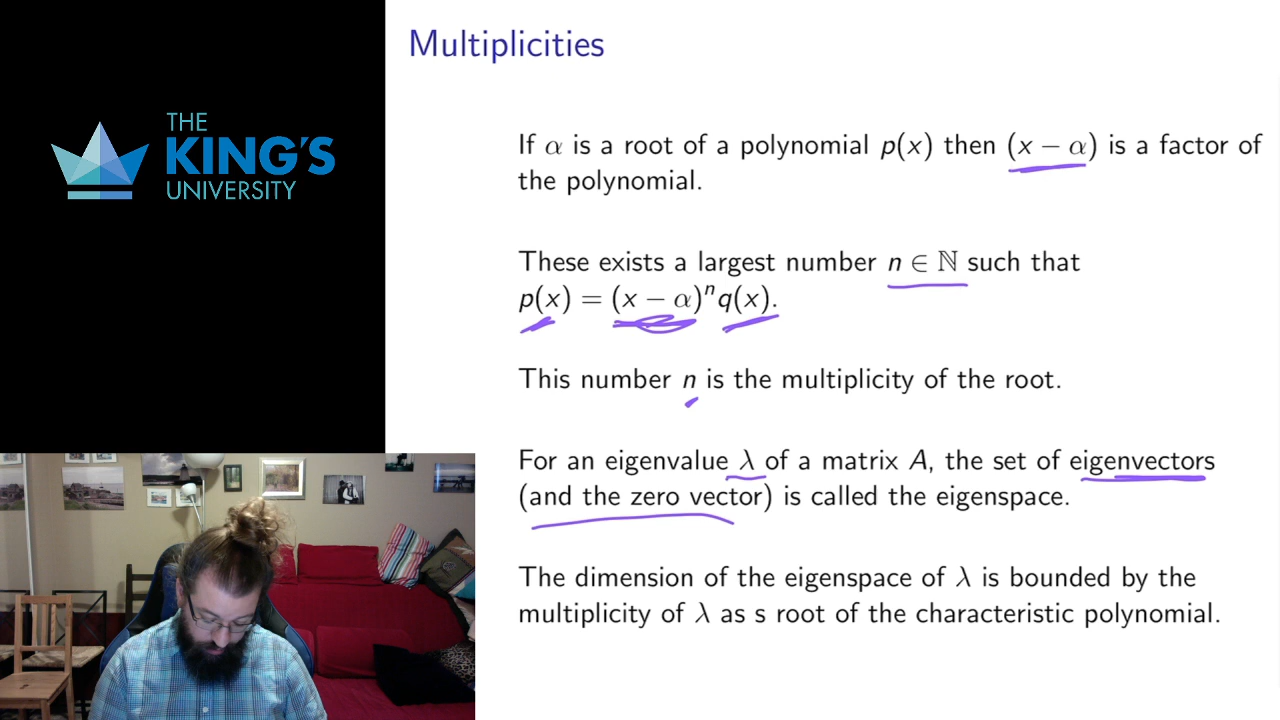 THE
KING'S
UNIVERSITY
Multiplicities
If α is a root of a polynomial p(x) then (x − α) is a factor of
the polynomial.
These exists a largest number n ∈ ℕ such that
p(x) = (x − α)ⁿq(x).
This number n is the multiplicity of the root.
For an eigenvalue λ of a matrix A, the set of eigenvectors
(and the zero vector) is called the eigenspace.
The dimension of the eigenspace of λ is bounded by the
multiplicity of λ as s root of the characteristic polynomial.